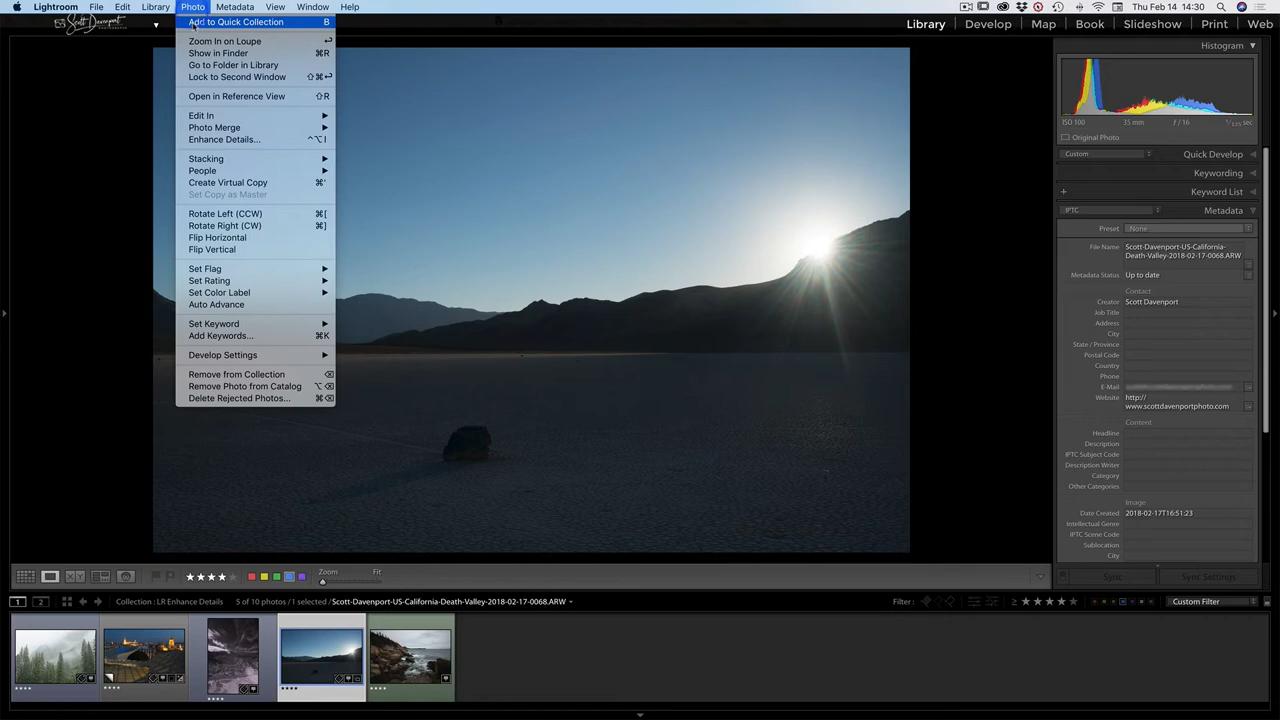 Lightroom File Edit Library Photo Metadata View Window Help Thu Feb 14 14:30
Scott Davenport
Library | Develop | Map | Book | Slideshow | Print | Web
Add to Quick Collection B
Zoom In on Loupe ↩
Show in Finder ⌘R
Go to Folder in Library
Lock to Second Window ⇧⌘↩
Open in Reference View ⇧R
Edit In
Photo Merge
Enhance Details... ^⌥I
Stacking
People
Create Virtual Copy ⌘'
Set Copy as Master
Rotate Left (CCW) ⌘[
Rotate Right (CW) ⌘]
Flip Horizontal
Flip Vertical
Set Flag
Set Rating
Set Color Label
Auto Advance
Set Keyword
Add Keywords... ⌘K
Develop Settings
Remove from Collection ⌫
Remove Photo from Catalog ⌥⌫
Delete Rejected Photos... ⌘⌫
Histogram
ISO 100 35 mm f / 16 1/125 sec
Original Photo
Custom Quick Develop
Keywording
+ Keyword List
IPTC Metadata
Preset None
File Name Scott-Davenport-US-California-
Death-Valley-2018-02-17-0068.ARW
Metadata Status Up to date
Contact
Creator Scott Davenport
Job Title
Address
City
State / Province
Postal Code
Country
Phone
E-Mail
Website http://
www.scottdavenportphoto.com
Content
Headline
Description
IPTC Subject Code
Description Writer
Category
Other Categories
Image
Date Created 2018-02-17T16:51:23
Intellectual Genre
IPTC Scene Code
Sublocation
City
Sync Sync Settings
XY Zoom Fit
1 2 Collection : LR Enhance Details 5 of 10 photos / 1 selected / Scott-Davenport-US-California-Death-Valley-2018-02-17-0068.ARW Filter : ≥ ★★★★★ Custom Filter